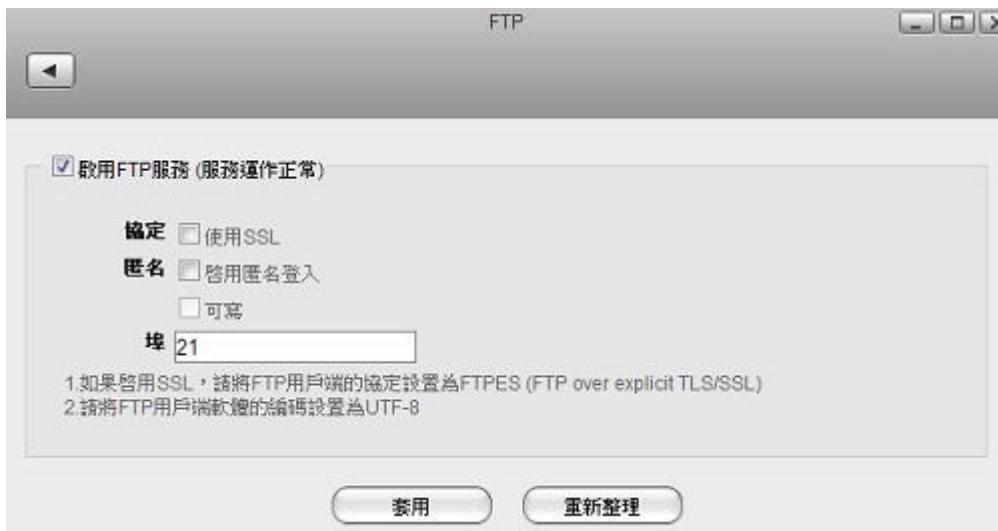 FTP
啟用FTP服務 (服務運作正常)
協定 使用SSL
匿名 啓用匿名登入
可寫
埠 21
1.如果啓用SSL，請將FTP用戶端的協定設置為FTPES (FTP over explicit TLS/SSL)
2.請將FTP用戶端軟體的編碼設置為UTF-8
套用 重新整理